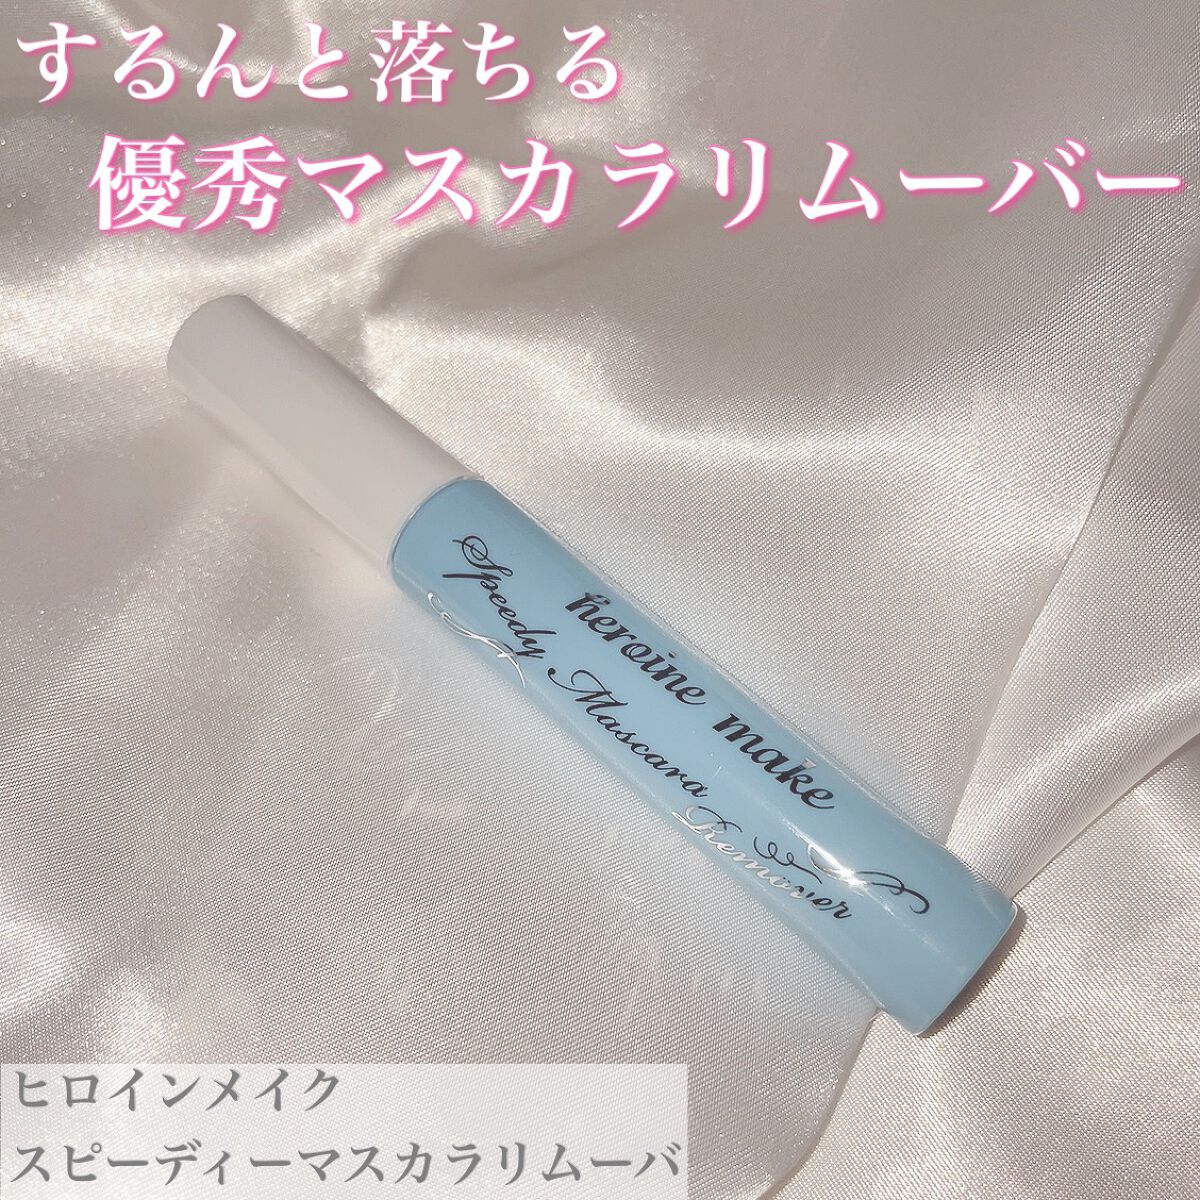 するんと落ちる
優秀マスカラリムーバー
heroine make
Speedy Mascara Remover
ヒロインメイク
スピーディーマスカラリムーバ